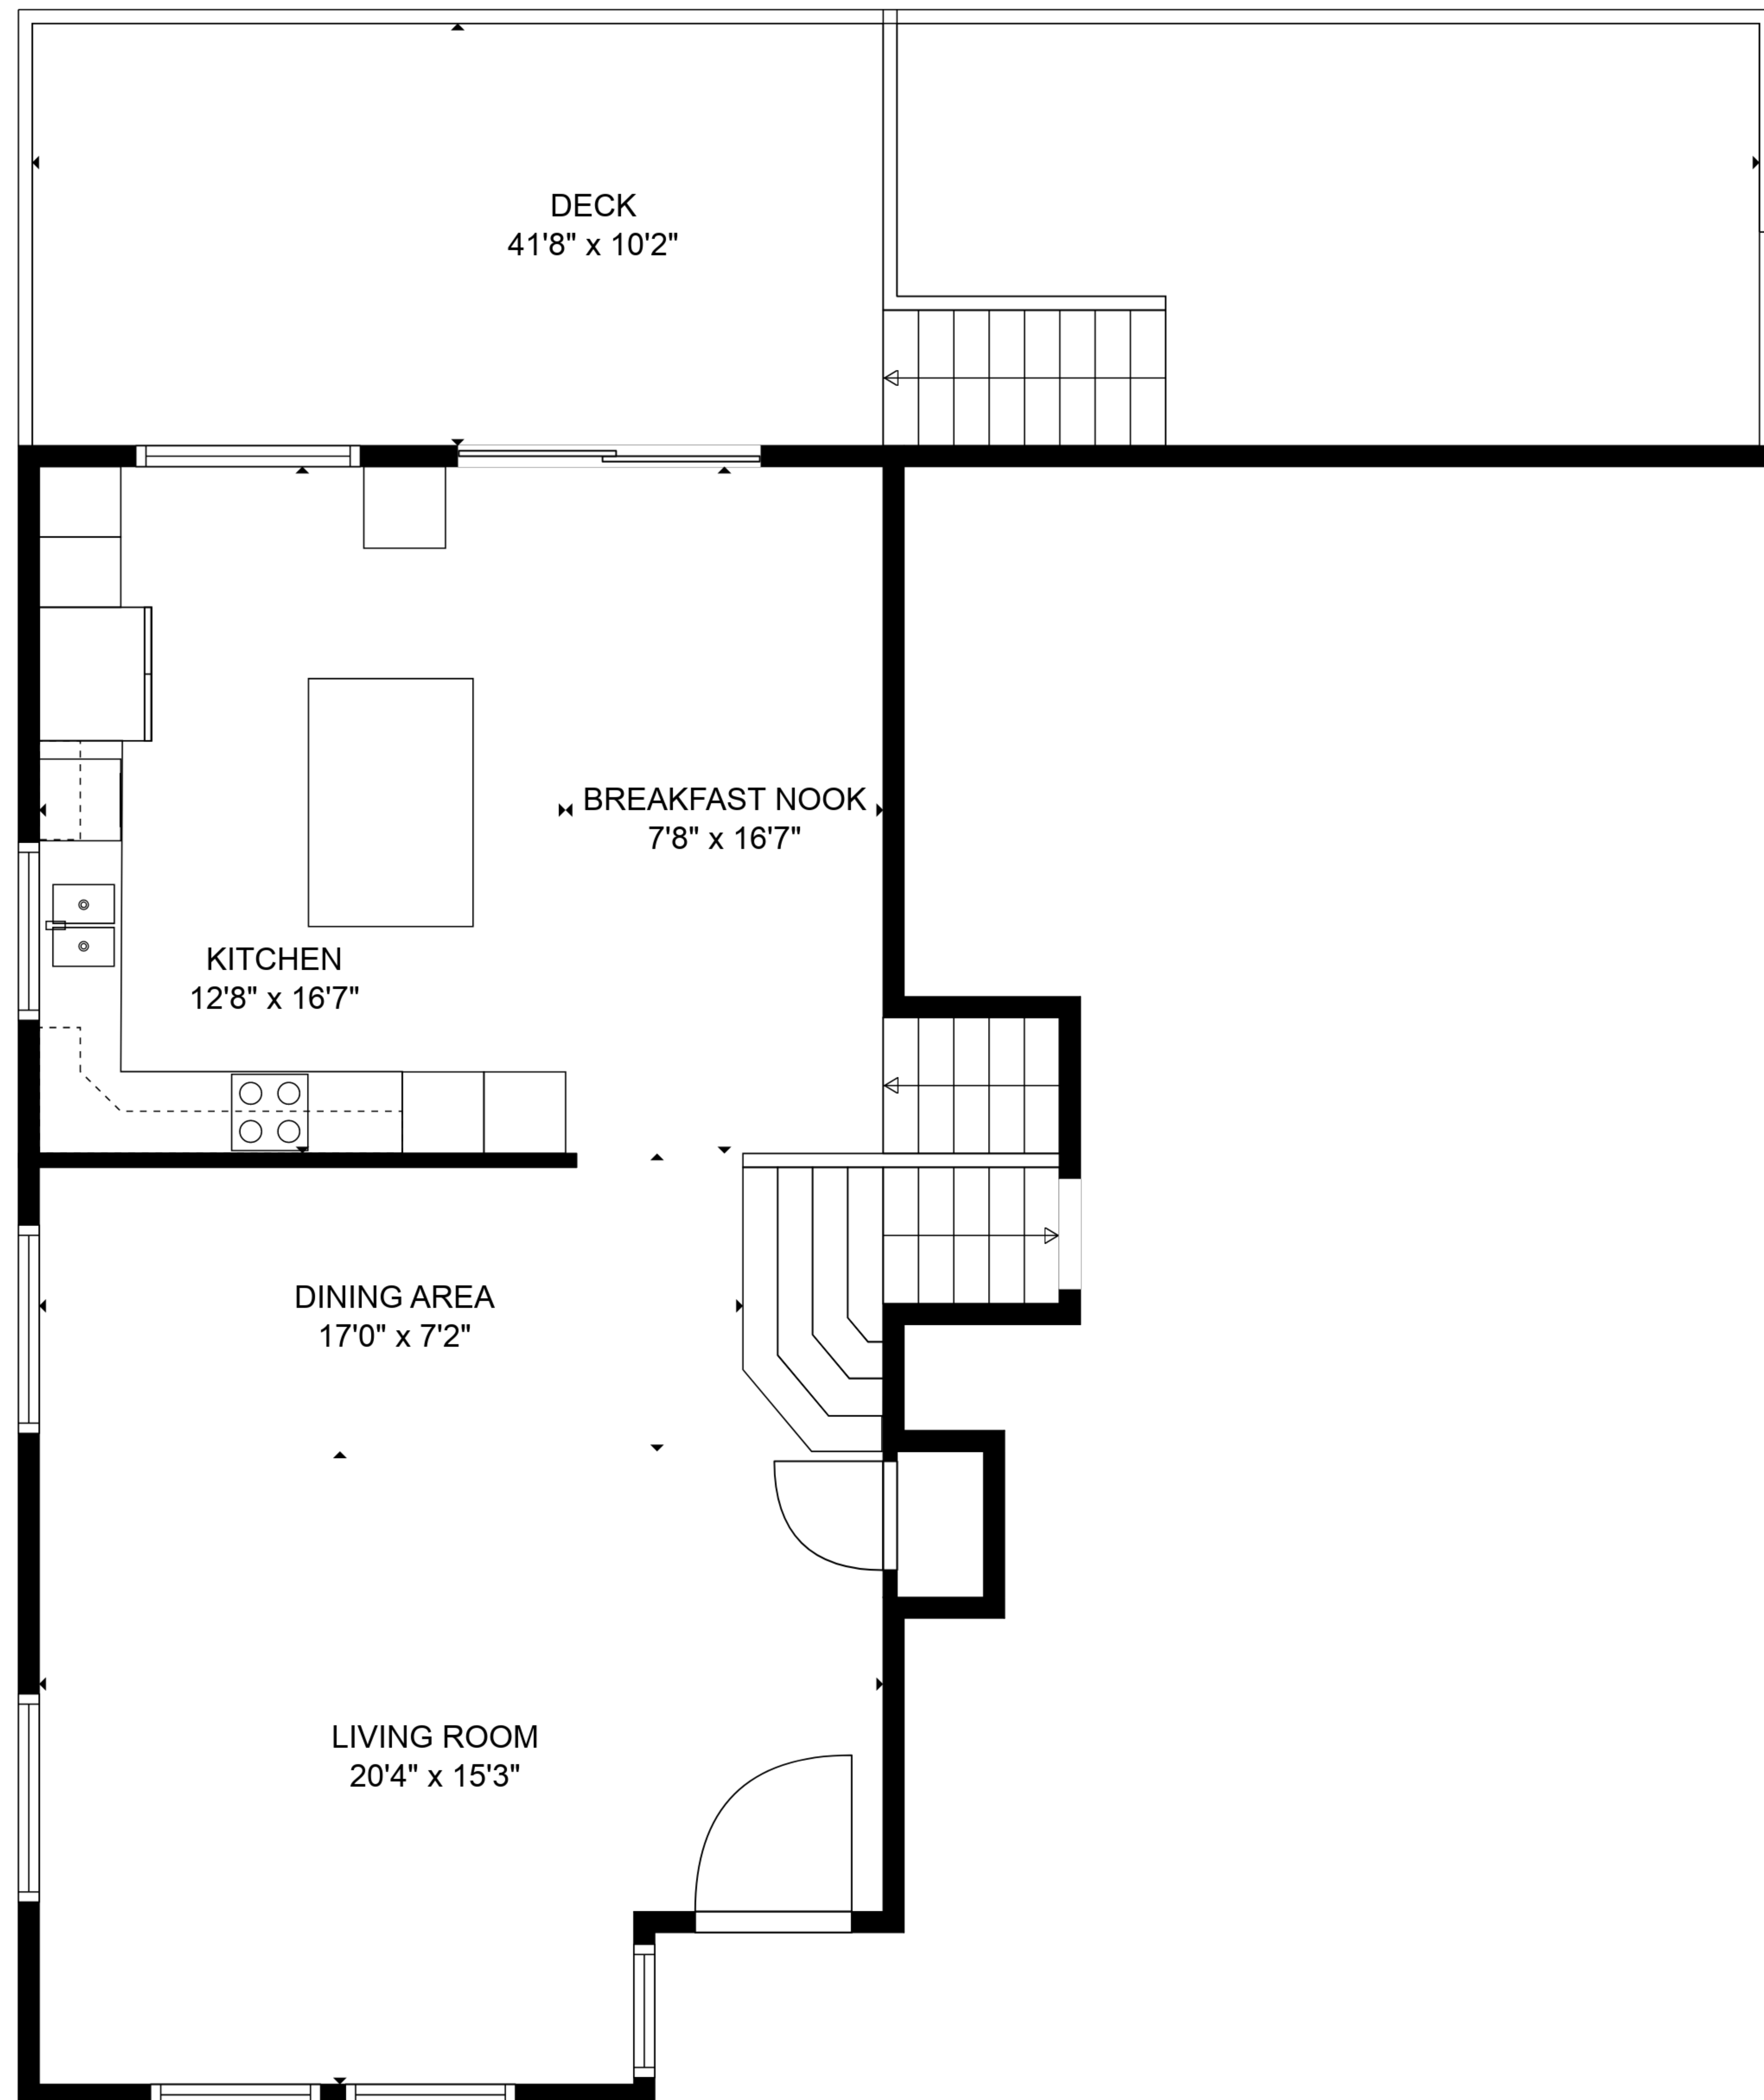 DECK
41'8" x 10'2"
BREAKFAST NOOK
7'8" x 16'7"
KITCHEN
12'8" x 16'7"
DINING AREA
17'0" x 7'2"
LIVING ROOM
20'4" x 15'3"